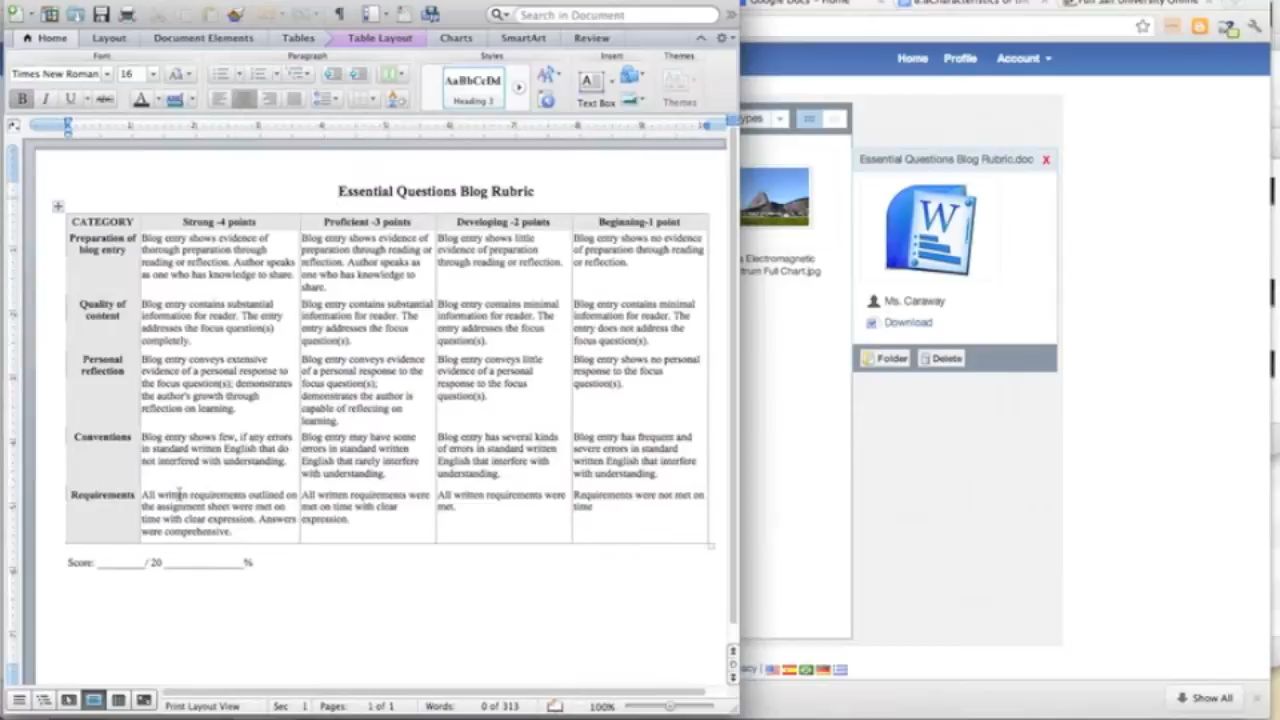 Search in Document
Home Layout Document Elements Tables Table Layout Charts SmartArt Review
Font Paragraph Styles Insert Themes
Times New Roman 16 AaBbCcDd
Heading 3 Text Box Themes
Essential Questions Blog Rubric
CATEGORY Strong -4 points Proficient -3 points Developing -2 points Beginning-1 point
Preparation of
blog entry
Blog entry shows evidence of
thorough preparation through
reading or reflection. Author speaks
as one who has knowledge to share.
Blog entry shows evidence of
preparation through reading or
reflection. Author speaks as
one who has knowledge to
share.
Blog entry shows little
evidence of preparation
through reading or reflection.
Blog entry shows no evidence
of preparation through reading
or reflection.
Quality of
content
Blog entry contains substantial
information for reader. The entry
addresses the focus question(s)
completely.
Blog entry contains substantial
information for reader. The
entry addresses the focus
question(s).
Blog entry contains minimal
information for reader. The
entry addresses the focus
question(s).
Blog entry contains minimal
information for reader. The
entry does not address the
focus question(s).
Personal
reflection
Blog entry conveys extensive
evidence of a personal response to
the focus question(s); demonstrates
the author's growth through
reflection on learning.
Blog entry conveys evidence
of a personal response to the
focus question(s);
demonstrates the author is
capable of reflecting on
learning.
Blog entry conveys little
evidence of a personal
response to the focus
question(s).
Blog entry shows no personal
response to the focus
question(s).
Conventions
Blog entry shows few, if any errors
in standard written English that do
not interfered with understanding.
Blog entry may have some
errors in standard written
English that rarely interfere
with understanding.
Blog entry has several kinds
of errors in standard written
English that interfere with
understanding.
Blog entry has frequent and
severe errors in standard
written English that interfere
with understanding.
Requirements
All written requirements outlined on
the assignment sheet were met on
time with clear expression. Answers
were comprehensive.
All written requirements were
met on time with clear
expression.
All written requirements were
met.
Requirements were not met on
time
Score: ________/ 20 ______________%
Print Layout View Sec 1 Pages: 1 of 1 Words: 0 of 313 100%
Home Profile Account
ypes
Essential Questions Blog Rubric.doc X
W
Electromagnetic
trum Full Chart.jpg
Ms. Caraway
Download
Folder Delete
acy |
Show All